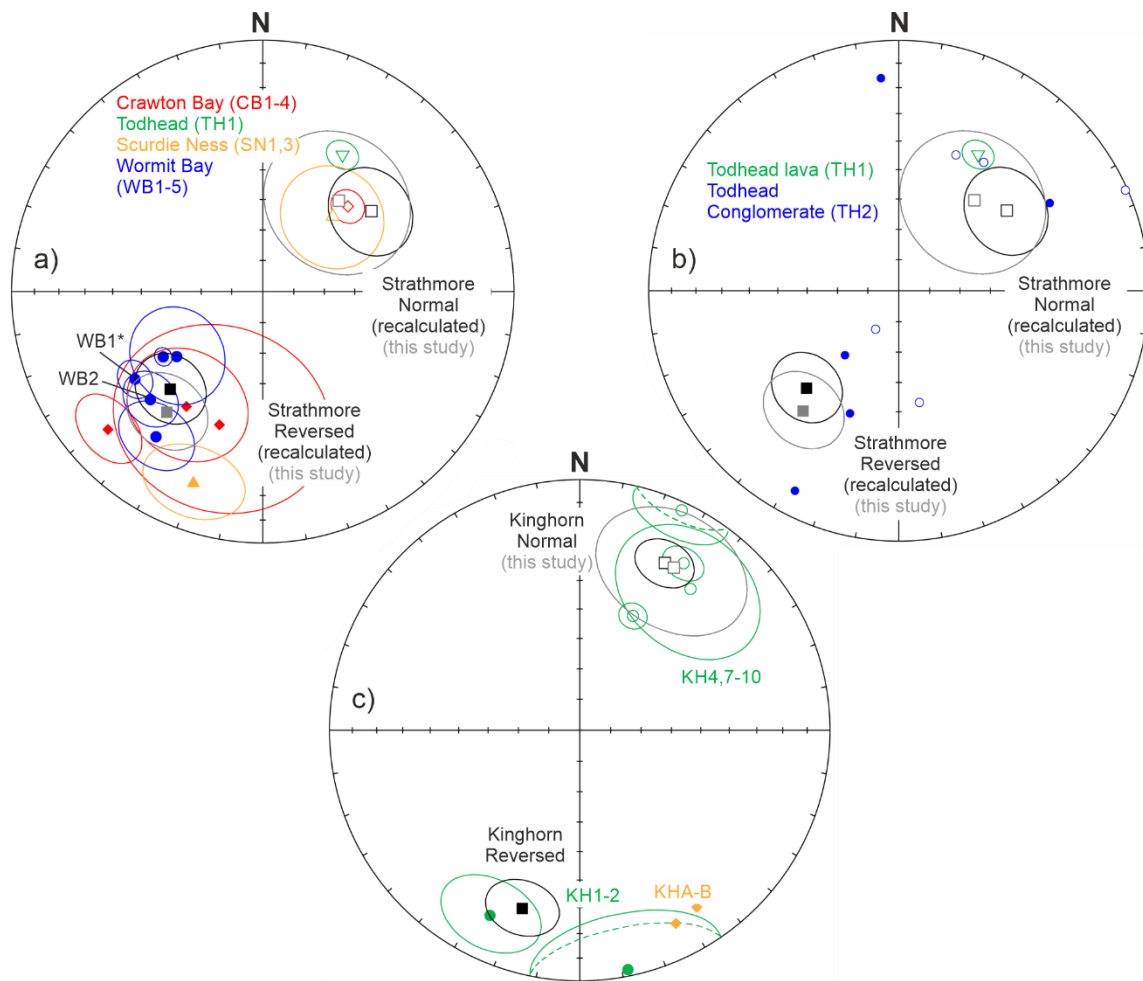 N
Crawton Bay (CB1-4)
Todhead (TH1)
Scurdie Ness (SN1,3)
Wormit Bay
(WB1-5)
a)
Strathmore
Normal
(recalculated)
(this study)
WB1*
WB2
Strathmore
Reversed
(recalculated)
(this study)
N
Todhead lava (TH1)
Todhead
Conglomerate (TH2)
b)
Strathmore
Normal
(recalculated)
(this study)
Strathmore
Reversed
(recalculated)
(this study)
N
Kinghorn
Normal
(this study)
KH4,7-10
c)
Kinghorn
Reversed
KH1-2
KHA-B